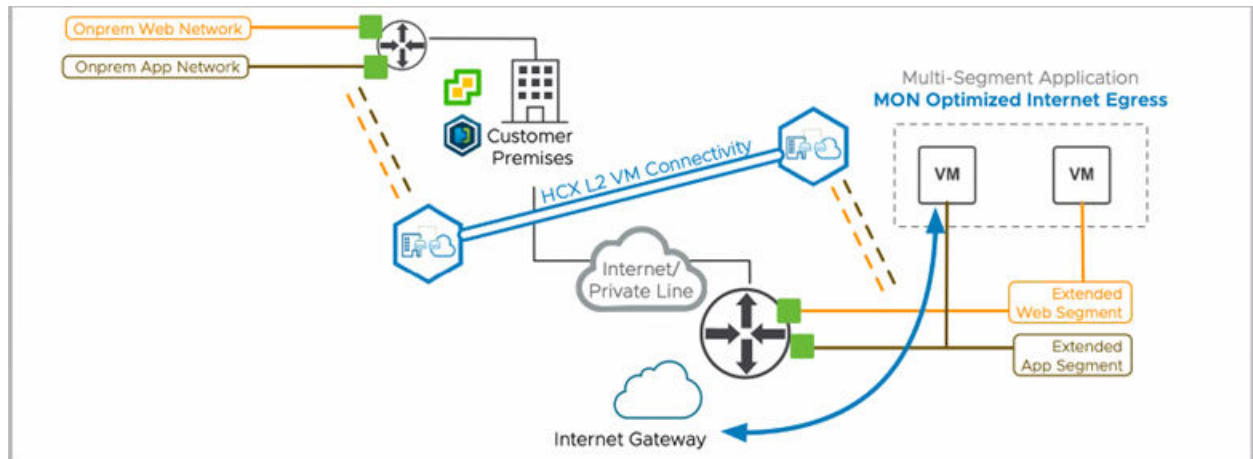 Onprem Web Network
Onprem App Network
Customer
Premises
HCX L2 VM Connectivity
Multi-Segment Application
MON Optimized Internet Egress
VM
VM
Internet/
Private Line
Extended
Web Segment
Extended
App Segment
Internet Gateway